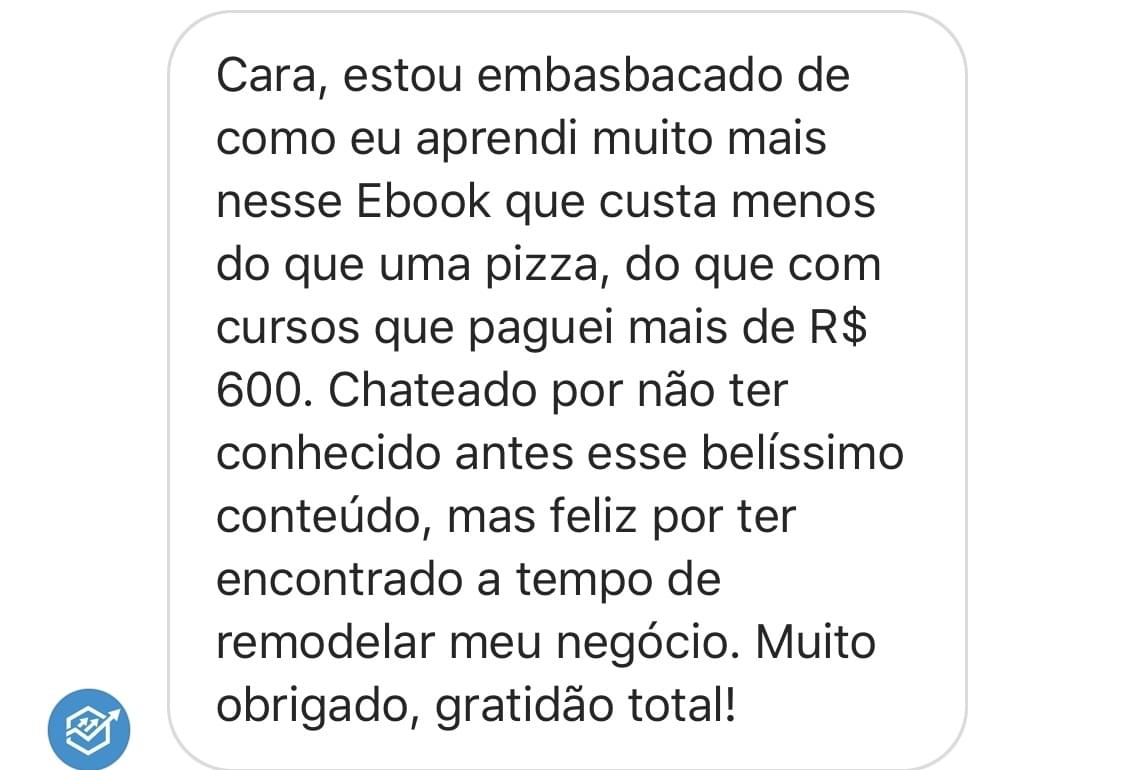 Cara, estou embasbacado de
como eu aprendi muito mais
nesse Ebook que custa menos
do que uma pizza, do que com
cursos que paguei mais de R$
600. Chateado por não ter
conhecido antes esse belíssimo
conteúdo, mas feliz por ter
encontrado a tempo de
remodelar meu negócio. Muito
obrigado, gratidão total!